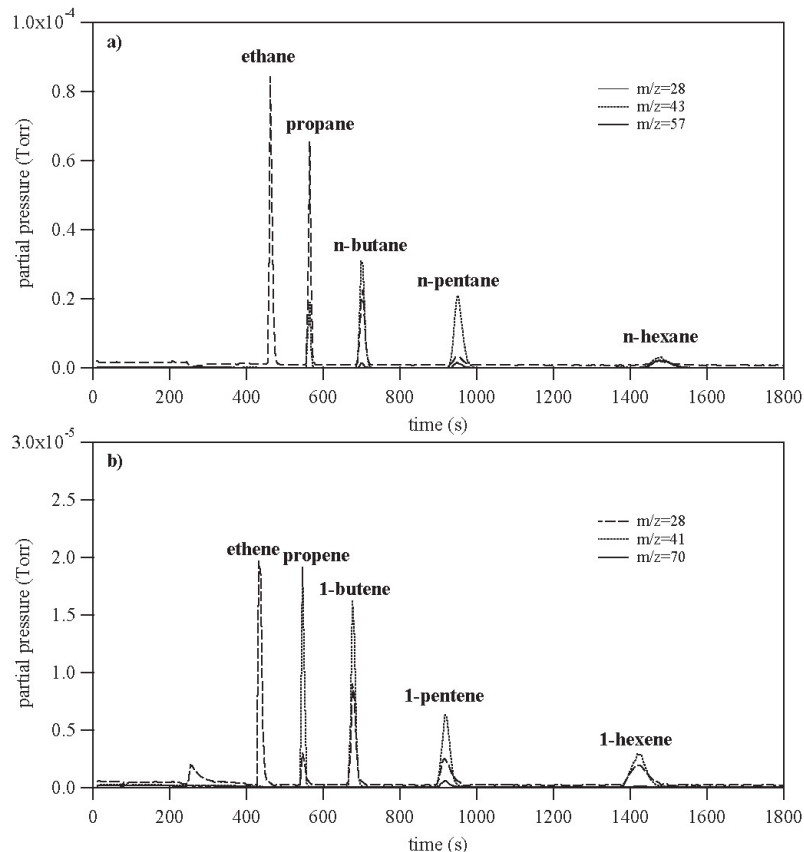 1.0x10-4
a)
ethane
0.8
m/z=28
m/z=43
m/z=57
propane
0.6
partial pressure (Torr)
0.4
n-butane
n-pentane
0.2
n-hexane
0.0
0 200 400 600 800 1000 1200 1400 1600 1800
time (s)
3.0x10-5
b)
2.5
m/z=28
m/z=41
m/z=70
ethene propene
2.0
1-butene
partial pressure (Torr)
1.5
1.0
1-pentene
0.5
1-hexene
0.0
0 200 400 600 800 1000 1200 1400 1600 1800
time (s)